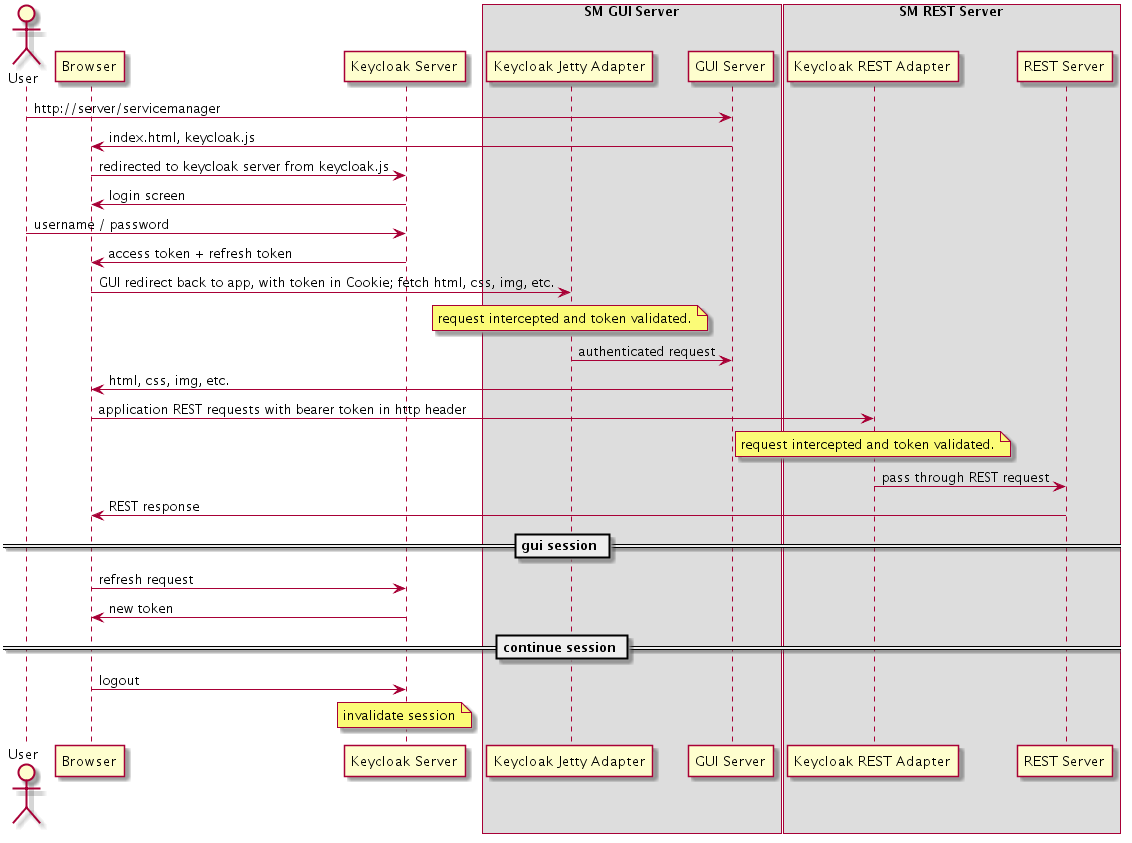 SM GUI Server
SM REST Server
User
Browser
Keycloak Server
Keycloak Jetty Adapter
GUI Server
Keycloak REST Adapter
REST Server
http://server/servicemanager
index.html, keycloak.js
redirected to keycloak server from keycloak.js
login screen
username / password
access token + refresh token
GUI redirect back to app, with token in Cookie; fetch html, css, img, etc.
request intercepted and token validated.
authenticated request
html, css, img, etc.
application REST requests with bearer token in http header
request intercepted and token validated.
pass through REST request
REST response
gui session
refresh request
new token
continue session
logout
invalidate session
User
Browser
Keycloak Server
Keycloak Jetty Adapter
GUI Server
Keycloak REST Adapter
REST Server